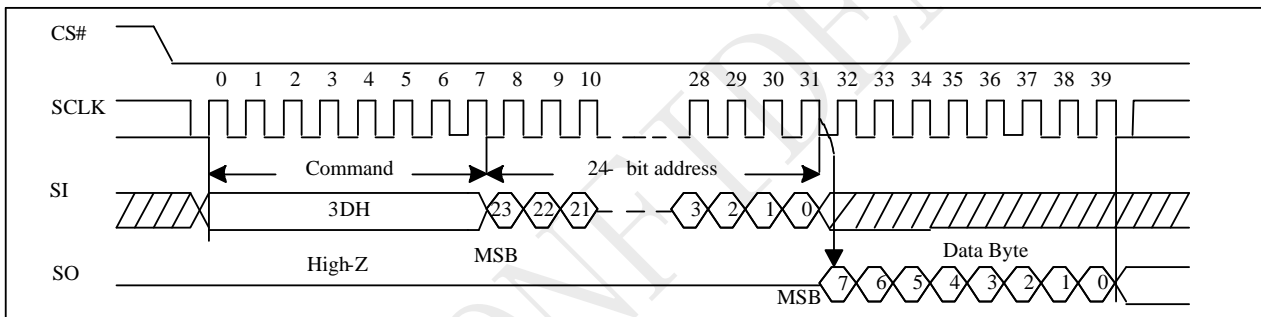 CS#
0 1 2 3 4 5 6 7 8 9 10 28 29 30 31 32 33 34 35 36 37 38 39
SCLK
Command 24- bit address
SI
3DH 23 22 21 3 2 1 0
MSB Data Byte
High-Z
SO
MSB 7 6 5 4 3 2 1 0